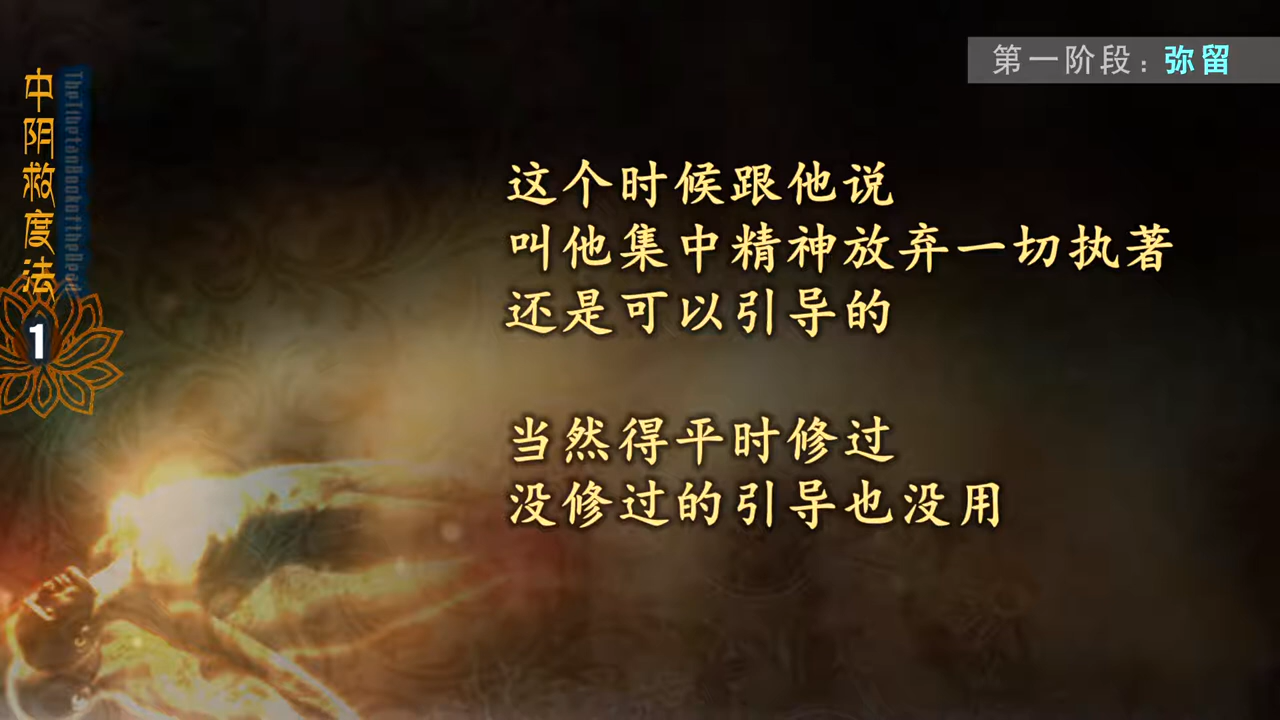 第一阶段：弥留
中阴救度法
TheTibetanBookoftheDead
1
这个时候跟他说
叫他集中精神放弃一切执著
还是可以引导的
当然得平时修过
没修过的引导也没用